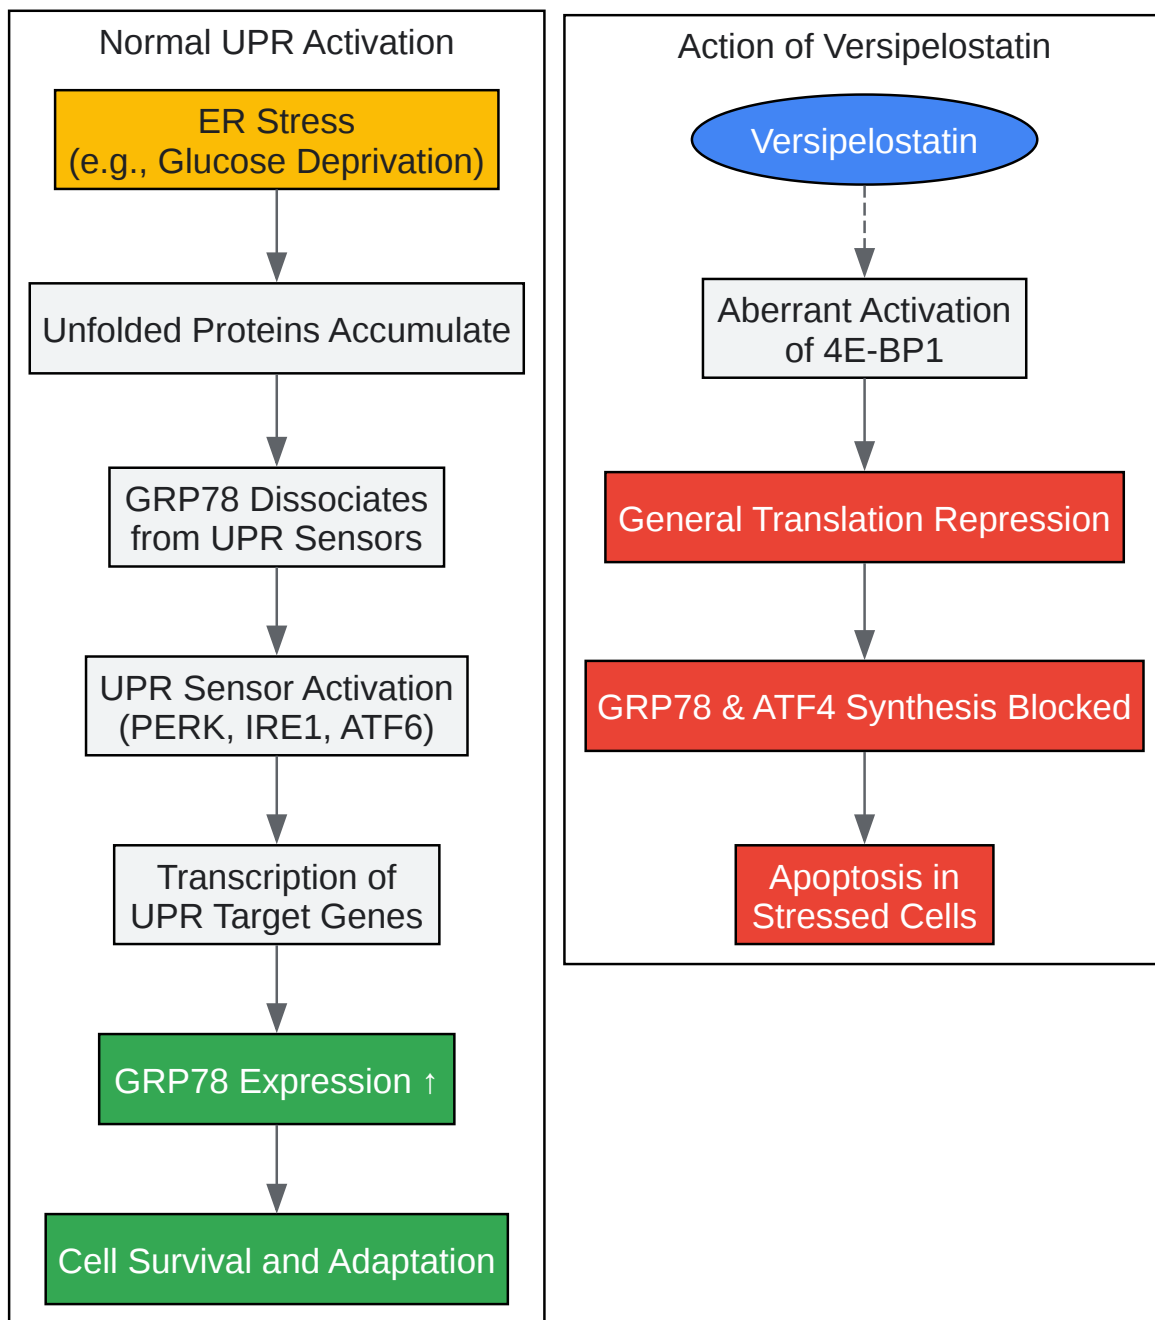 Normal UPR Activation
ER Stress
(e.g., Glucose Deprivation)
Unfolded Proteins Accumulate
GRP78 Dissociates
from UPR Sensors
UPR Sensor Activation
(PERK, IRE1, ATF6)
Transcription of
UPR Target Genes
GRP78 Expression ↑
Cell Survival and Adaptation
Action of Versipelostatin
Versipelostatin
Aberrant Activation
of 4E-BP1
General Translation Repression
GRP78 & ATF4 Synthesis Blocked
Apoptosis in
Stressed Cells